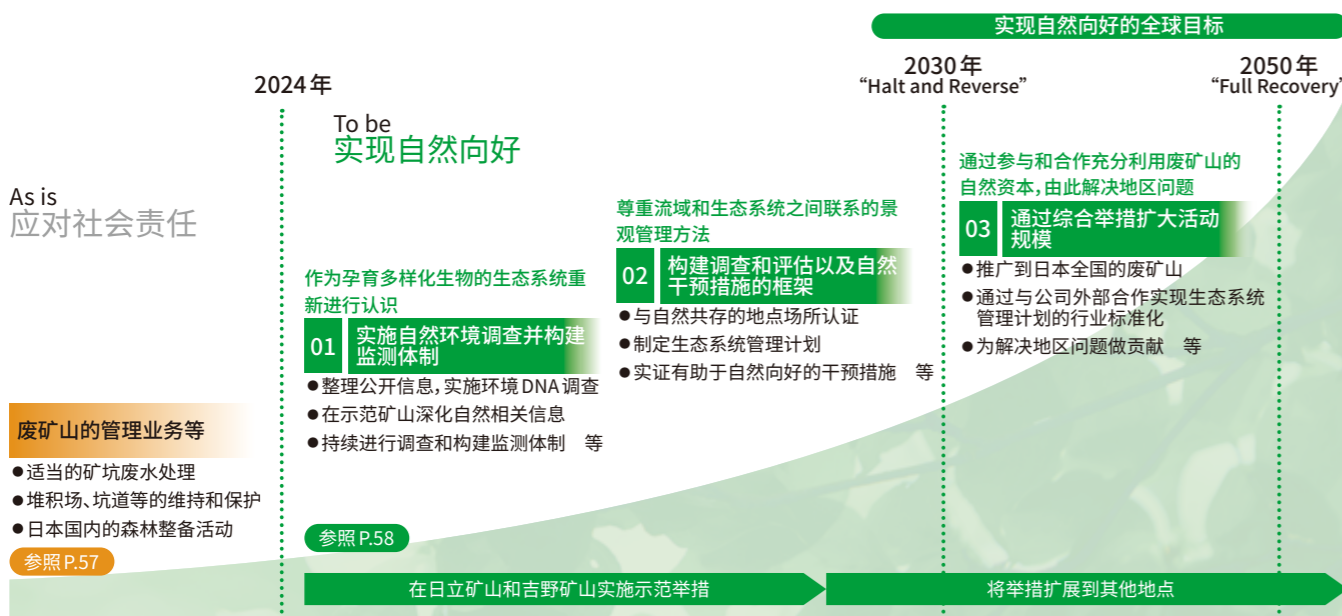 实现自然向好的全球目标
2024年
2030年
“Halt and Reverse”
2050年
“Full Recovery”
As is
应对社会责任
To be
实现自然向好
废矿山的管理业务等
●适当的矿坑废水处理
●堆积场、坑道等的维持和保护
●日本国内的森林整备活动
参照P.57
作为孕育多样化生物的生态系统重
新进行认识
01
实施自然环境调查并构建
监测体制
●整理公开信息,实施环境DNA调查
●在示范矿山深化自然相关信息
●持续进行调查和构建监测体制 等
参照P.58
尊重流域和生态系统之间联系的景
观管理方法
02
构建调查和评估以及自然
干预措施的框架
●与自然共存的地点场所认证
●制定生态系统管理计划
●实证有助于自然向好的干预措施 等
通过参与和合作充分利用废矿山的
自然资本,由此解决地区问题
03
通过综合举措扩大活动
规模
●推广到日本全国的废矿山
●通过与公司外部合作实现生态系统
管理计划的行业标准化
●为解决地区问题做贡献 等
在日立矿山和吉野矿山实施示范举措
将举措扩展到其他地点